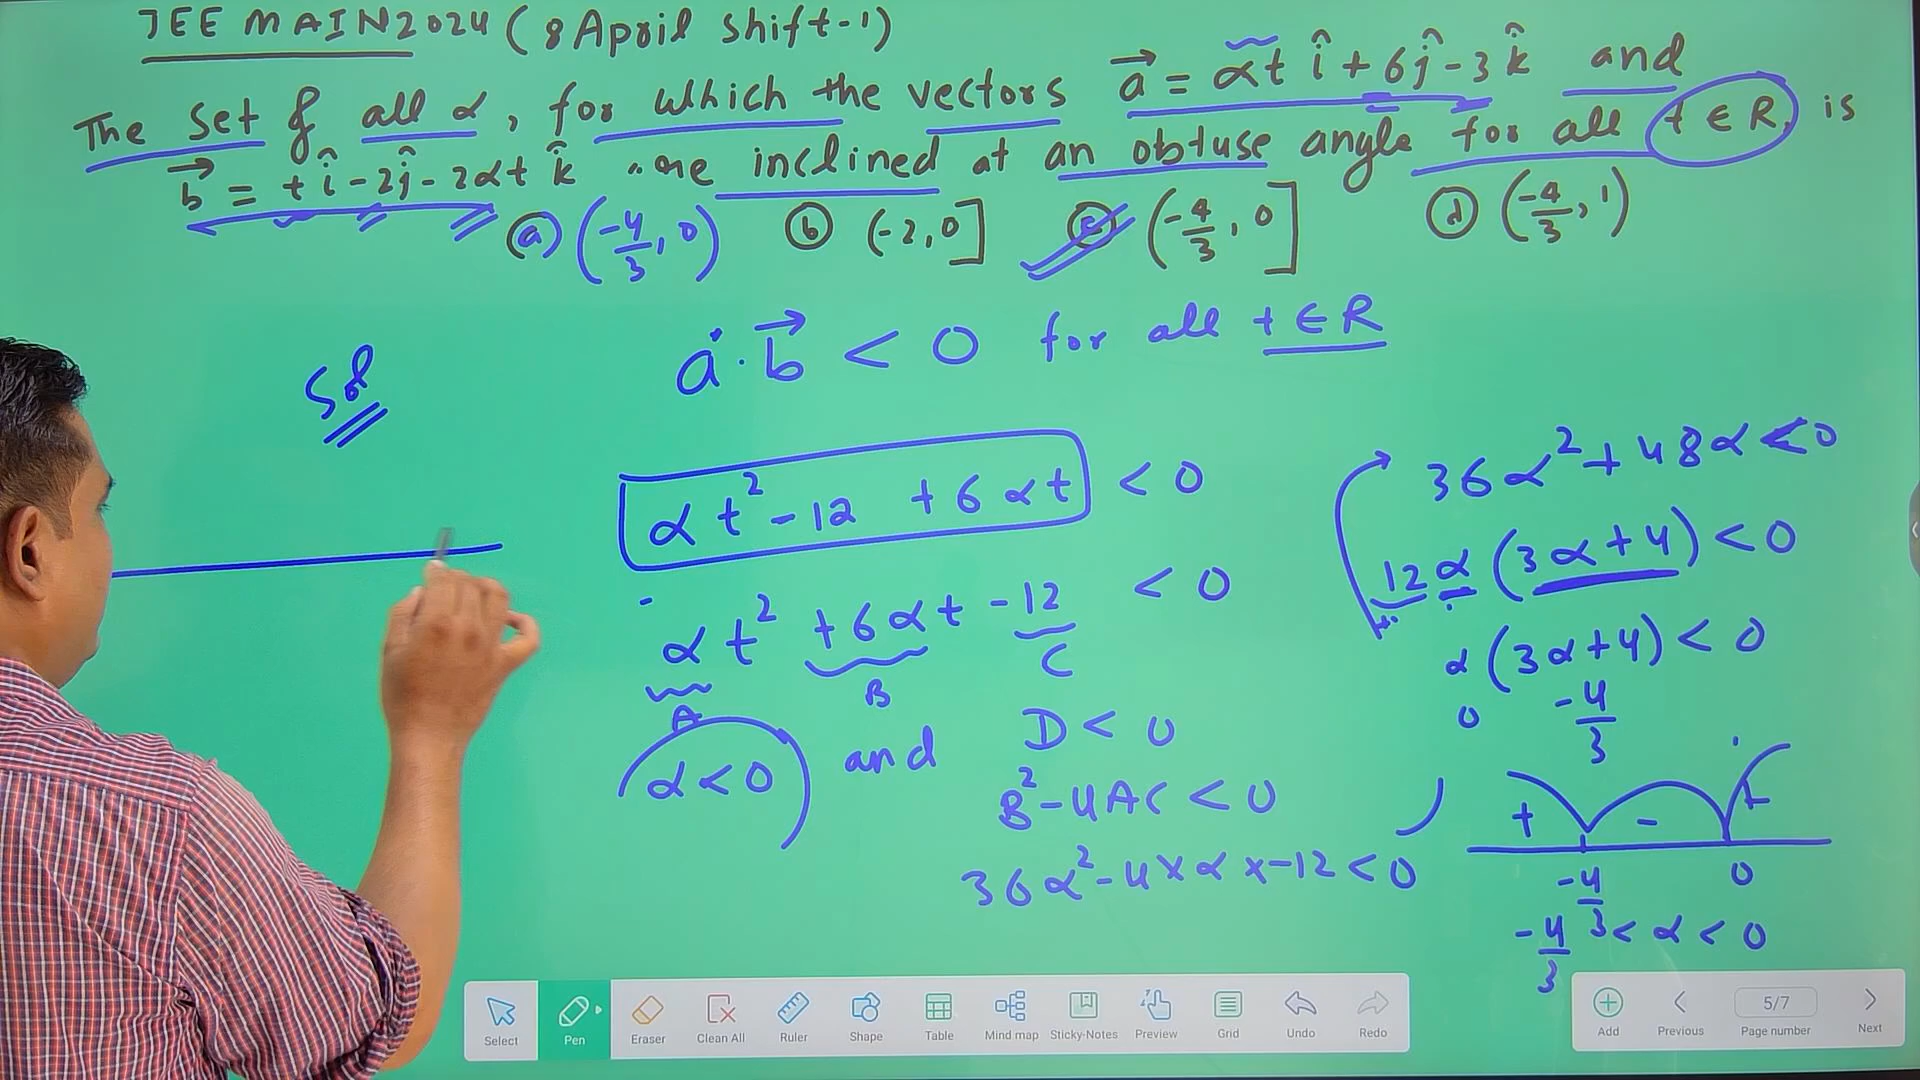 JEE MAIN 2024 (8 April shift-1)
The set of all α, for which the vectors a⃗ = αt î + 6ĵ - 3 k̂ and
b⃗ = t î - 2ĵ - 2αt k̂ are inclined at an obtuse angle for all t ∈ R, is
(a) (-4/3, 0) (b) (-2, 0] (c) (-4/3, 0] (d) (-4/3, 1)
Sol
a⃗ · b⃗ < 0 for all t ∈ R
αt² - 12 + 6αt < 0
αt² + 6αt - 12 < 0
A B C
α < 0 and D < 0
B² - 4AC < 0
36α² - 4 × α × -12 < 0
36α² + 48α < 0
12α (3α + 4) < 0
α (3α + 4) < 0
0 -4/3
+ - +
-4/3 0
-4/3 < α < 0
Select Pen Eraser Clean All Ruler Shape Table Mind map Sticky-Notes Preview Grid Undo Redo
Add Previous 5/7 Page number Next